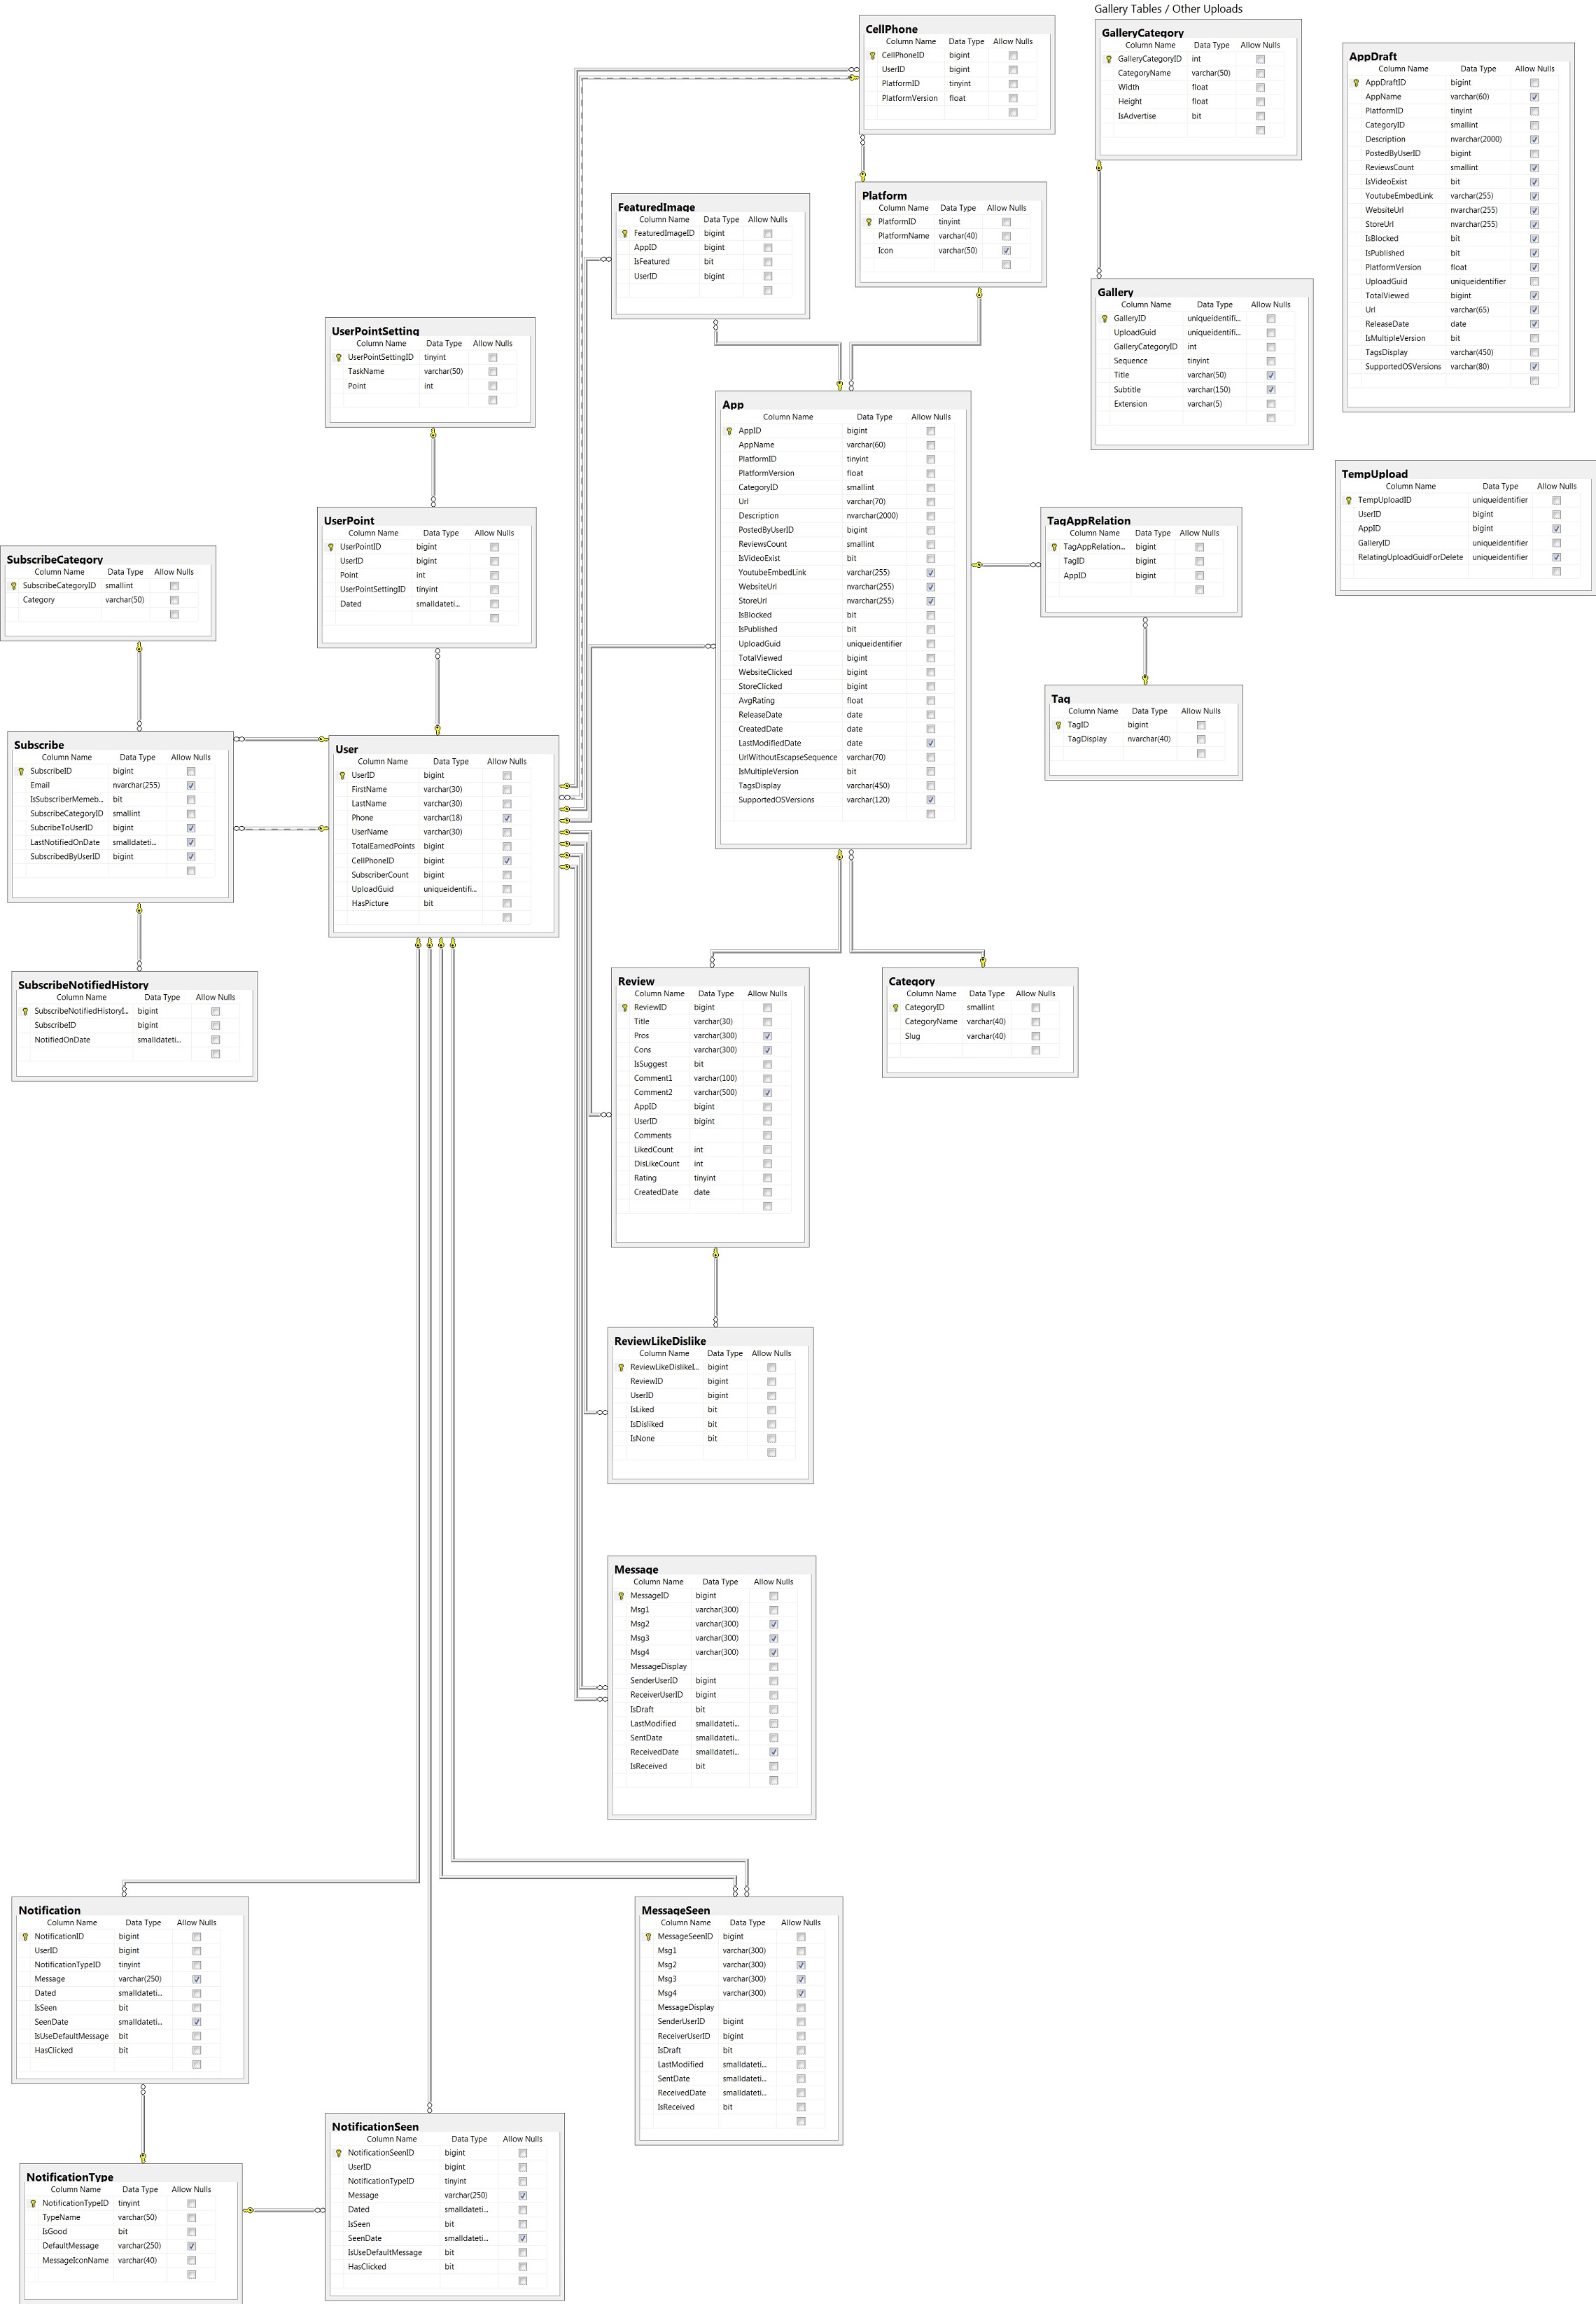 Gallery Tables / Other Uploads
CellPhone
Column Name Data Type Allow Nulls
CellPhoneID bigint
UserID bigint
PlatformID tinyint
PlatformVersion float
GalleryCategory
Column Name Data Type Allow Nulls
GalleryCategoryID int
CategoryName varchar(50)
Width float
Height float
IsAdvertise bit
AppDraft
Column Name Data Type Allow Nulls
AppDraftID bigint
AppName varchar(60)
PlatformID tinyint
CategoryID smallint
Description nvarchar(2000)
PostedByUserID bigint
ReviewsCount smallint
IsVideoExist bit
YoutubeEmbedLink varchar(255)
WebsiteUrl nvarchar(255)
StoreUrl nvarchar(255)
IsBlocked bit
IsPublished bit
PlatformVersion float
UploadGuid uniqueidentifier
TotalViewed bigint
Url varchar(65)
ReleaseDate date
IsMultipleVersion bit
TagsDisplay varchar(450)
SupportedOSVersions varchar(80)
FeaturedImage
Column Name Data Type Allow Nulls
FeaturedImageID bigint
AppID bigint
IsFeatured bit
UserID bigint
Platform
Column Name Data Type Allow Nulls
PlatformID tinyint
PlatformName varchar(40)
Icon varchar(50)
Gallery
Column Name Data Type Allow Nulls
GalleryID uniqueidentifi...
UploadGuid uniqueidentifi...
GalleryCategoryID int
Sequence tinyint
Title varchar(50)
Subtitle varchar(150)
Extension varchar(5)
UserPointSetting
Column Name Data Type Allow Nulls
UserPointSettingID tinyint
TaskName varchar(50)
Point int
App
Column Name Data Type Allow Nulls
AppID bigint
AppName varchar(60)
PlatformID tinyint
PlatformVersion float
CategoryID smallint
Url varchar(70)
Description nvarchar(2000)
PostedByUserID bigint
ReviewsCount smallint
IsVideoExist bit
YoutubeEmbedLink varchar(255)
WebsiteUrl nvarchar(255)
StoreUrl nvarchar(255)
IsBlocked bit
IsPublished bit
UploadGuid uniqueidentifier
TotalViewed bigint
WebsiteClicked bigint
StoreClicked bigint
AvgRating float
ReleaseDate date
CreatedDate date
LastModifiedDate date
UrlWithoutEscapseSequence varchar(70)
IsMultipleVersion bit
TagsDisplay varchar(450)
SupportedOSVersions varchar(120)
TempUpload
Column Name Data Type Allow Nulls
TempUploadID uniqueidentifier
UserID bigint
AppID bigint
GalleryID uniqueidentifier
RelatingUploadGuidForDelete uniqueidentifier
UserPoint
Column Name Data Type Allow Nulls
UserPointID bigint
UserID bigint
Point int
UserPointSettingID tinyint
Dated smalldateti...
TagAppRelation
Column Name Data Type Allow Nulls
TagAppRelation... bigint
TagID bigint
AppID bigint
SubscribeCategory
Column Name Data Type Allow Nulls
SubscribeCategoryID smallint
Category varchar(50)
Tag
Column Name Data Type Allow Nulls
TagID bigint
TagDisplay nvarchar(40)
Subscribe
Column Name Data Type Allow Nulls
SubscribeID bigint
Email nvarchar(255)
IsSubscriberMemeb... bit
SubscribeCategoryID smallint
SubcribeToUserID bigint
LastNotifiedOnDate smalldateti...
SubscribedByUserID bigint
User
Column Name Data Type Allow Nulls
UserID bigint
FirstName varchar(30)
LastName varchar(30)
Phone varchar(18)
UserName varchar(30)
TotalEarnedPoints bigint
CellPhoneID bigint
SubscriberCount bigint
UploadGuid uniqueidentifi...
HasPicture bit
SubscribeNotifiedHistory
Column Name Data Type Allow Nulls
SubscribeNotifiedHistoryI... bigint
SubscribeID bigint
NotifiedOnDate smalldateti...
Review
Column Name Data Type Allow Nulls
ReviewID bigint
Title varchar(30)
Pros varchar(300)
Cons varchar(300)
IsSuggest bit
Comment1 varchar(100)
Comment2 varchar(500)
AppID bigint
UserID bigint
Comments
LikedCount int
DisLikeCount int
Rating tinyint
CreatedDate date
Category
Column Name Data Type Allow Nulls
CategoryID smallint
CategoryName varchar(40)
Slug varchar(40)
ReviewLikeDislike
Column Name Data Type Allow Nulls
ReviewLikeDislikeI... bigint
ReviewID bigint
UserID bigint
IsLiked bit
IsDisliked bit
IsNone bit
Message
Column Name Data Type Allow Nulls
MessageID bigint
Msg1 varchar(300)
Msg2 varchar(300)
Msg3 varchar(300)
Msg4 varchar(300)
MessageDisplay
SenderUserID bigint
ReceiverUserID bigint
IsDraft bit
LastModified smalldateti...
SentDate smalldateti...
ReceivedDate smalldateti...
IsReceived bit
Notification
Column Name Data Type Allow Nulls
NotificationID bigint
UserID bigint
NotificationTypeID tinyint
Message varchar(250)
Dated smalldateti...
IsSeen bit
SeenDate smalldateti...
IsUseDefaultMessage bit
HasClicked bit
MessageSeen
Column Name Data Type Allow Nulls
MessageSeenID bigint
Msg1 varchar(300)
Msg2 varchar(300)
Msg3 varchar(300)
Msg4 varchar(300)
MessageDisplay
SenderUserID bigint
ReceiverUserID bigint
IsDraft bit
LastModified smalldateti...
SentDate smalldateti...
ReceivedDate smalldateti...
IsReceived bit
NotificationSeen
Column Name Data Type Allow Nulls
NotificationSeenID bigint
UserID bigint
NotificationTypeID tinyint
Message varchar(250)
Dated smalldateti...
IsSeen bit
SeenDate smalldateti...
IsUseDefaultMessage bit
HasClicked bit
NotificationType
Column Name Data Type Allow Nulls
NotificationTypeID tinyint
TypeName varchar(50)
IsGood bit
DefaultMessage varchar(250)
MessageIconName varchar(40)